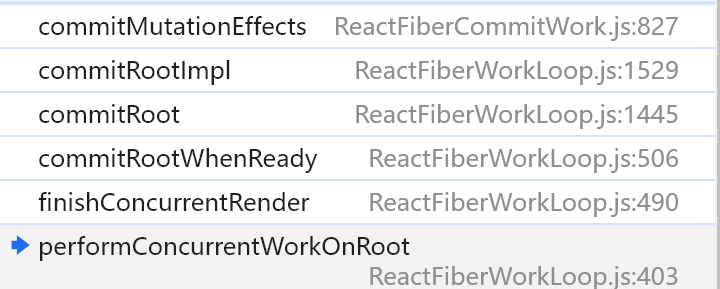 commitMutationEffects ReactFiberCommitWork.js:827
commitRootImpl ReactFiberWorkLoop.js:1529
commitRoot ReactFiberWorkLoop.js:1445
commitRootWhenReady ReactFiberWorkLoop.js:506
finishConcurrentRender ReactFiberWorkLoop.js:490
performConcurrentWorkOnRoot
ReactFiberWorkLoop.js:403